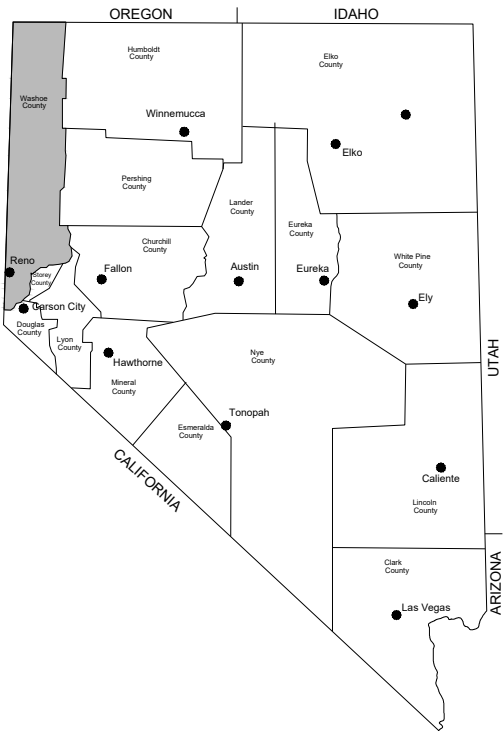 OREGON
IDAHO
Humboldt
County
Elko
County
Washoe
County
Winnemucca
Elko
Pershing
County
Lander
County
Eureka
County
Churchill
County
White Pine
County
Reno
Storey
County
Fallon
Austin
Eureka
Ely
Carson City
Douglas
County
Lyon
County
Hawthorne
Mineral
County
Nye
County
UTAH
Esmeralda
County
Tonopah
CALIFORNIA
Caliente
Lincoln
County
Clark
County
ARIZONA
Las Vegas